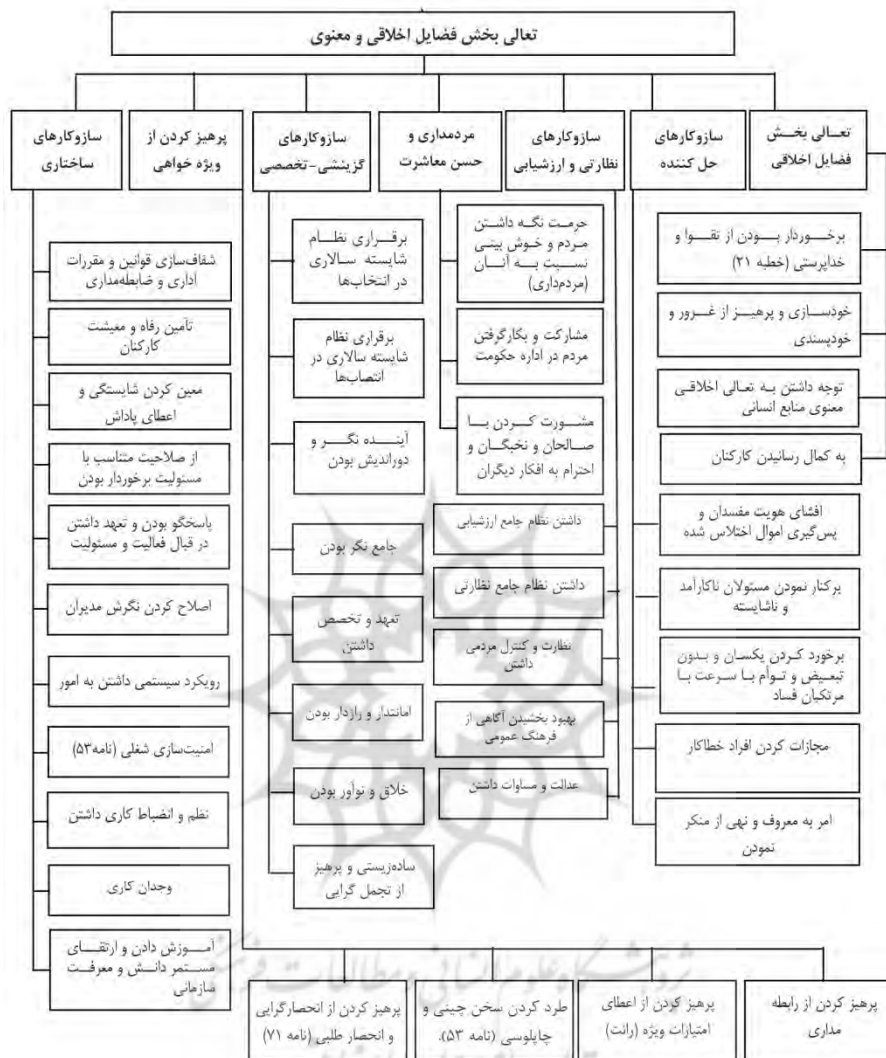 تعالی بخش فضایل اخلاقی و معنوی
تعالی بخش
فضایل اخلاقی
سازوکارهای
حل کننده
سازوکارهای
نظارتی و ارزشیابی
مردمداری و
حسن معاشرت
سازوکارهای
گزینشی-تخصصی
پرهیز کردن از
ویژه خواهی
سازوکارهای
ساختاری
برخوردار بودن از تقوا و
خداپرستی (خطبه ۲۱)
خودسازی و پرهیز از غرور و
خودپسندی
توجه داشتن به تعالی اخلاقی
معنوی منابع انسانی
به کمال رسانیدن کارکنان
افشای هویت مفسدان و
پس‌گیری اموال اختلاس شده
برکنار نمودن مسئولان ناکارآمد
و ناشایسته
برخورد کردن یکسان و بدون
تبعیض و توأم با سرعت با
مرتکبان فساد
مجازات کردن افراد خطاکار
امر به معروف و نهی از منکر
نمودن
حرمت نگه داشتن
مردم و خوش بینی
نسبت به آنان
(مردم‌داری)
مشارکت و بکارگرفتن
مردم در اداره حکومت
مشورت کردن با
صالحان و نخبگان و
احترام به افکار دیگران
داشتن نظام جامع ارزشیابی
داشتن نظام جامع نظارتی
نظارت و کنترل مردمی
داشتن
بهبود بخشیدن آگاهی از
فرهنگ عمومی
عدالت و مساوات داشتن
برقراری نظام
شایسته سالاری
در انتخاب‌ها
برقراری نظام
شایسته سالاری در
انتصاب‌ها
آینده نگر و
دوراندیش بودن
جامع نگر بودن
تعهد و تخصص
داشتن
امانتدار و رازدار بودن
خلاق و نوآور بودن
ساده‌زیستی و پرهیز
از تجمل گرایی
شفاف‌سازی قوانین و مقررات
اداری و ضابطه‌مداری
تأمین رفاه و معیشت
کارکنان
معین کردن شایستگی و
اعطای پاداش
از صلاحیت متناسب با
مسئولیت برخوردار بودن
پاسخگو بودن و تعهد داشتن
در قبال فعالیت و مسئولیت
اصلاح کردن نگرش مدیران
رویکرد سیستمی داشتن به امور
امنیت‌سازی شغلی (نامه۵۳)
نظم و انضباط کاری داشتن
وجدان کاری
آموزش دادن و ارتقای
مستمر دانش و معرفت
سازمانی
پژوهشگاه علوم انسانی و مطالعات فرهنگی
پرهیز کردن از رابطه
مداری
پرهیز کردن از اعطای
امتیازات ویژه (رانت)
طرد کردن سخن چینی و
چاپلوسی (نامه ۵۳).
پرهیز کردن از انحصارگرایی
و انحصار طلبی (نامه ۷۱)